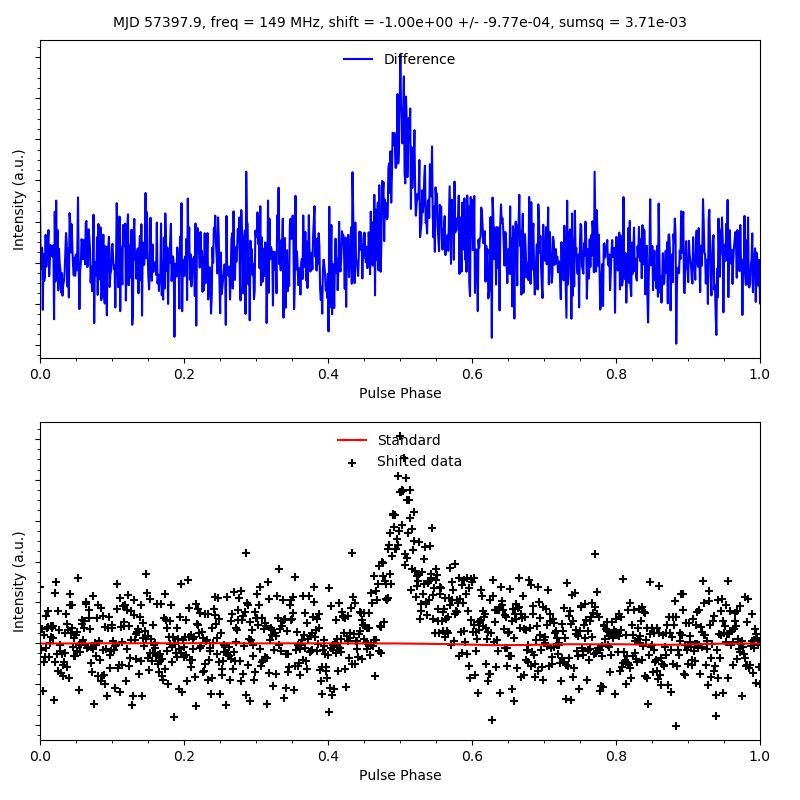 MJD 57397.9, freq = 149 MHz, shift = -1.00e+00 +/- -9.77e-04, sumsq = 3.71e-03
Difference
Intensity (a.u.)
0.0 0.2 0.4 0.6 0.8 1.0
Pulse Phase
Standard
Shifted data
Intensity (a.u.)
0.0 0.2 0.4 0.6 0.8 1.0
Pulse Phase